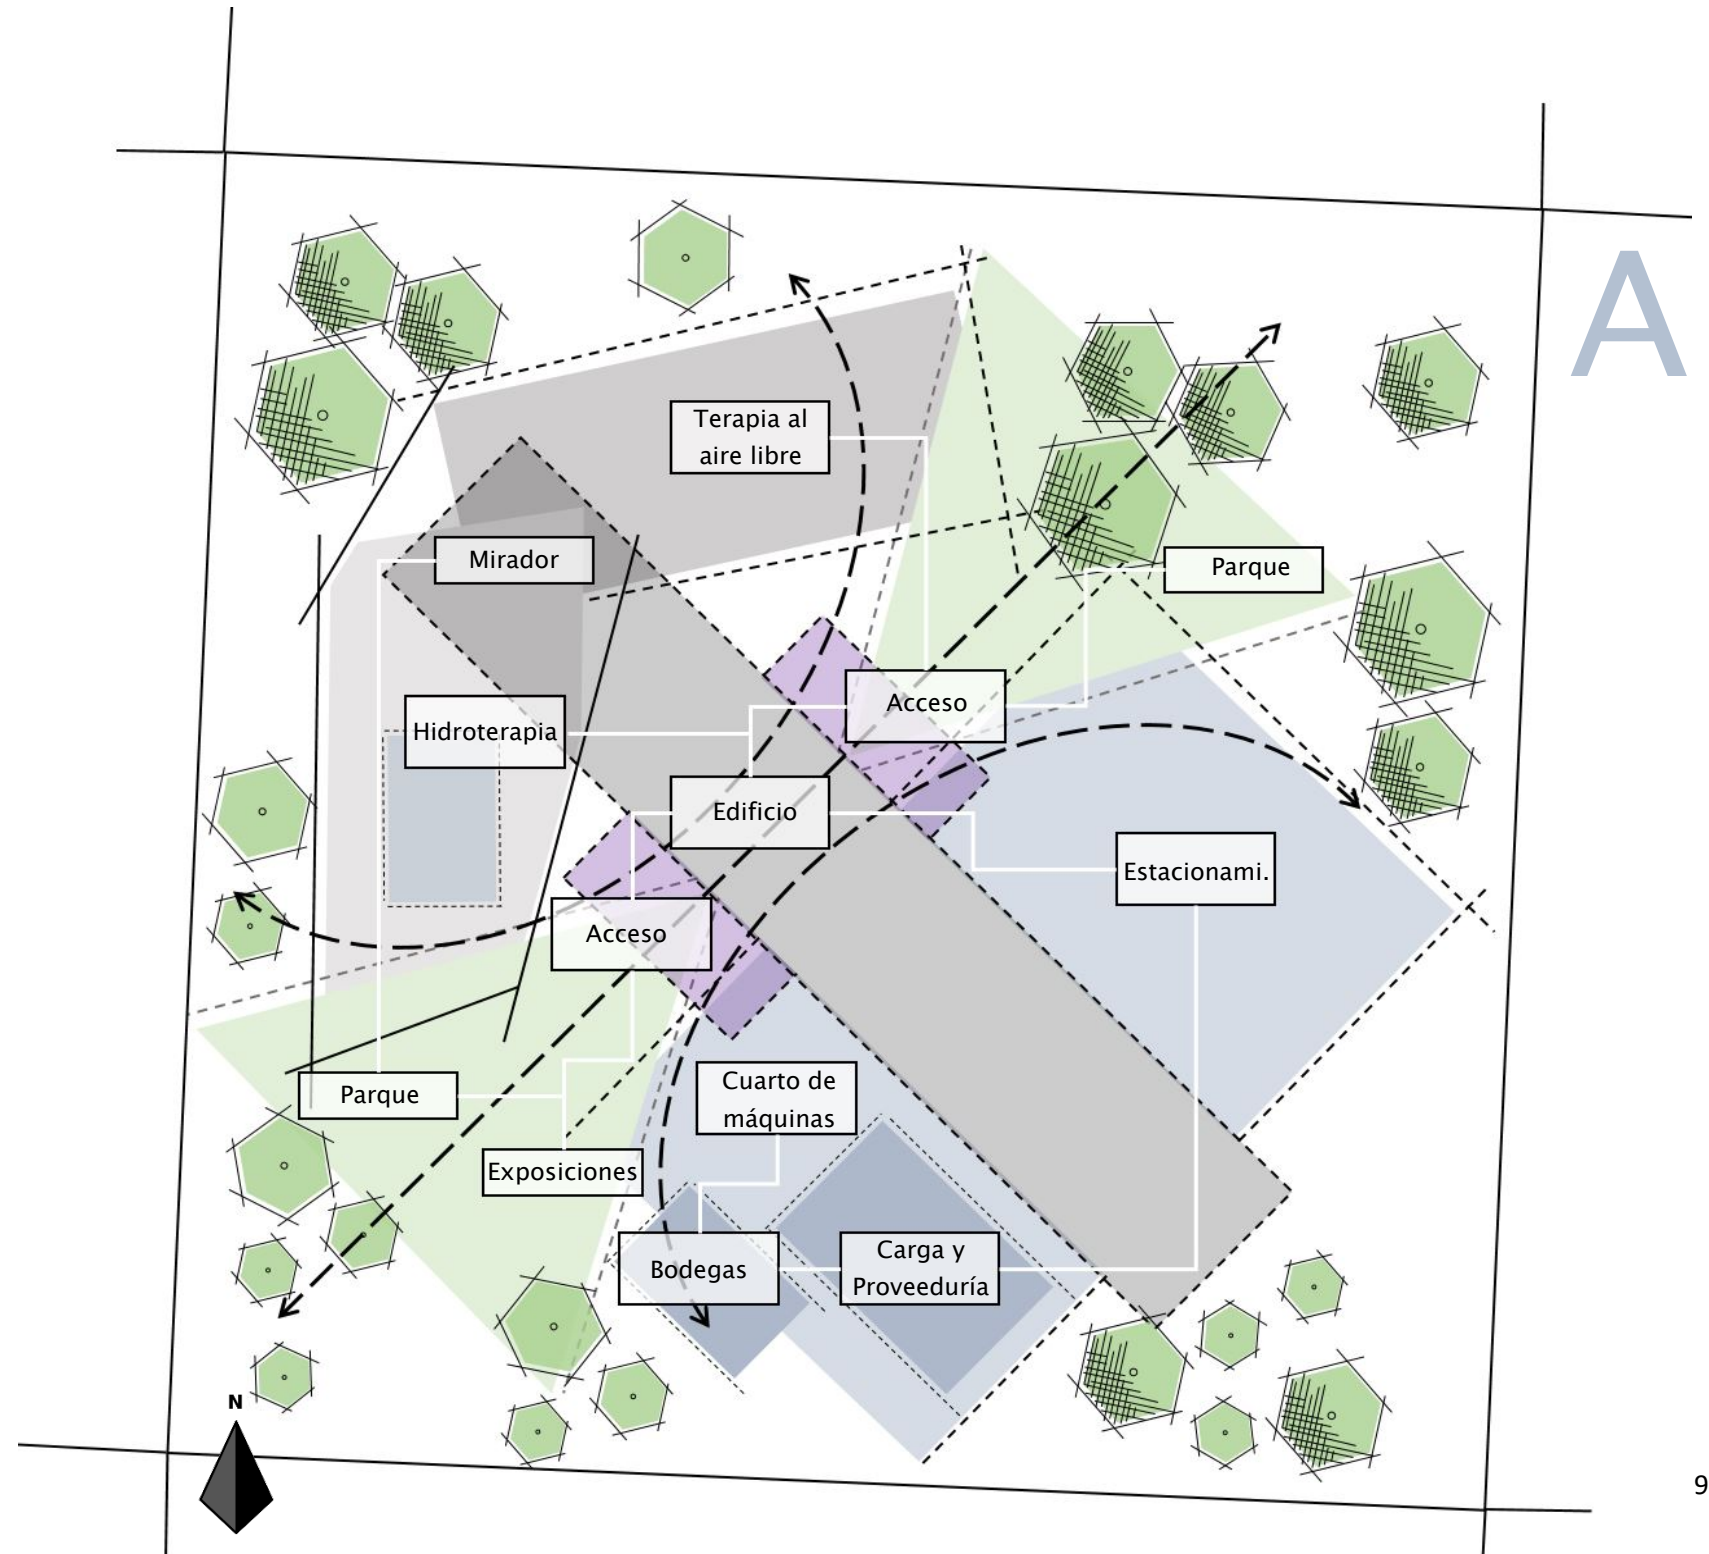 A
Terapia al
aire libre
Mirador
Parque
Acceso
Hidroterapia
Edificio
Estacionami.
Acceso
Cuarto de
máquinas
Parque
Exposiciones
Carga y
Proveeduría
Bodegas
N
9